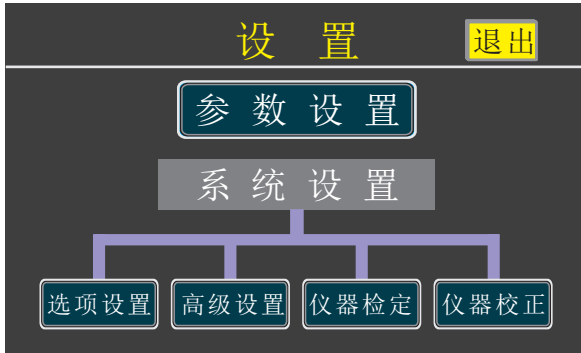 设 置 退出
参 数 设 置
系 统 设 置
选项设置 高级设置 仪器检定 仪器校正